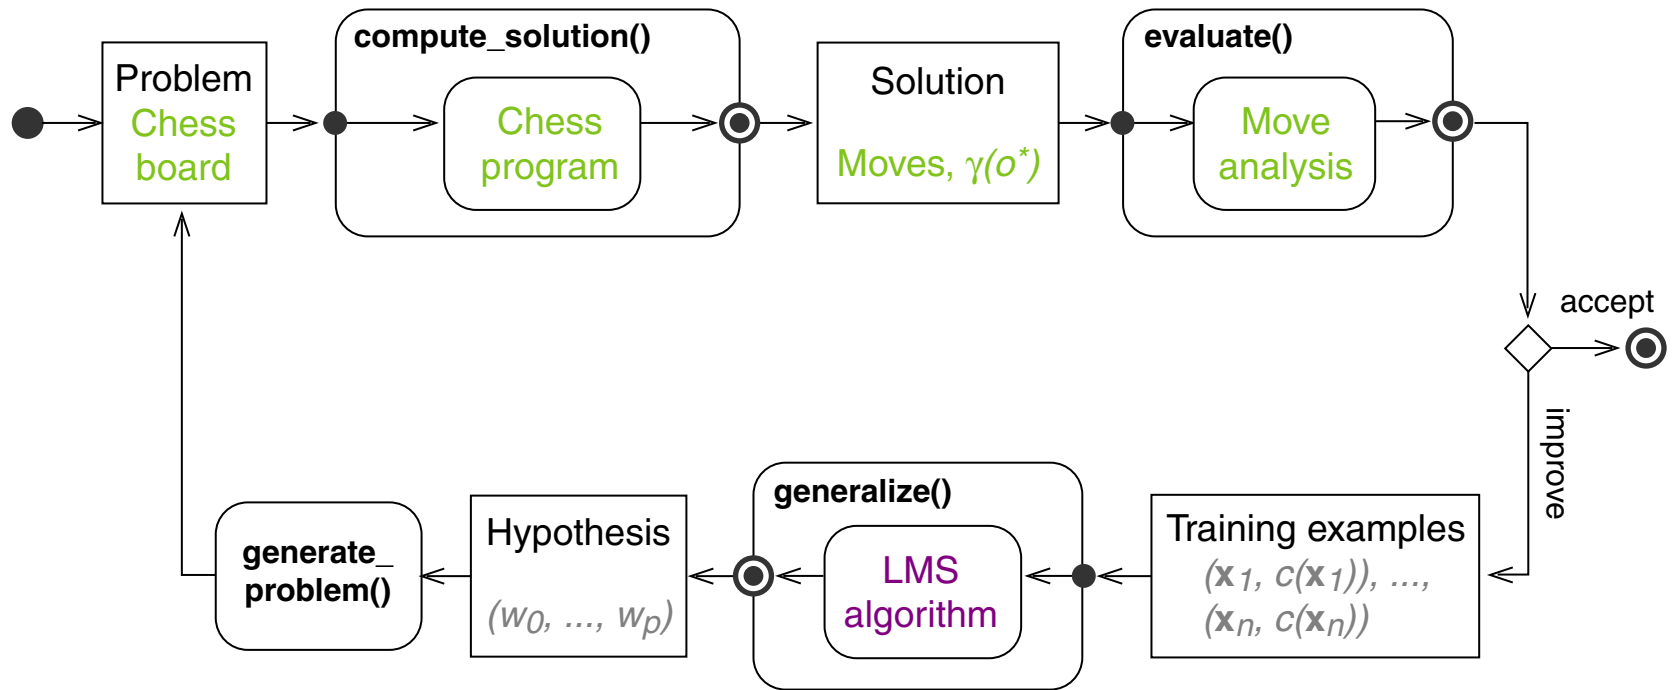 compute_solution()
evaluate()
Problem
Chess
board
Chess
program
Solution
Moves, γ(o*)
Move
analysis
accept
improve
generalize()
generate_
problem()
Hypothesis
(w0, ..., wp)
LMS
algorithm
Training examples
(x1, c(x1)), ...,
(xn, c(xn))